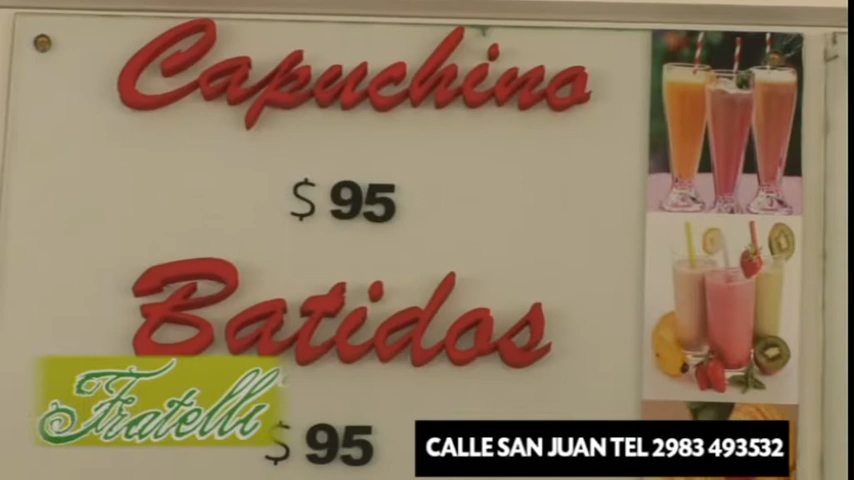 Capuchino
$ 95
Batidos
$ 95
Fratelli
CALLE SAN JUAN TEL 2983 493532